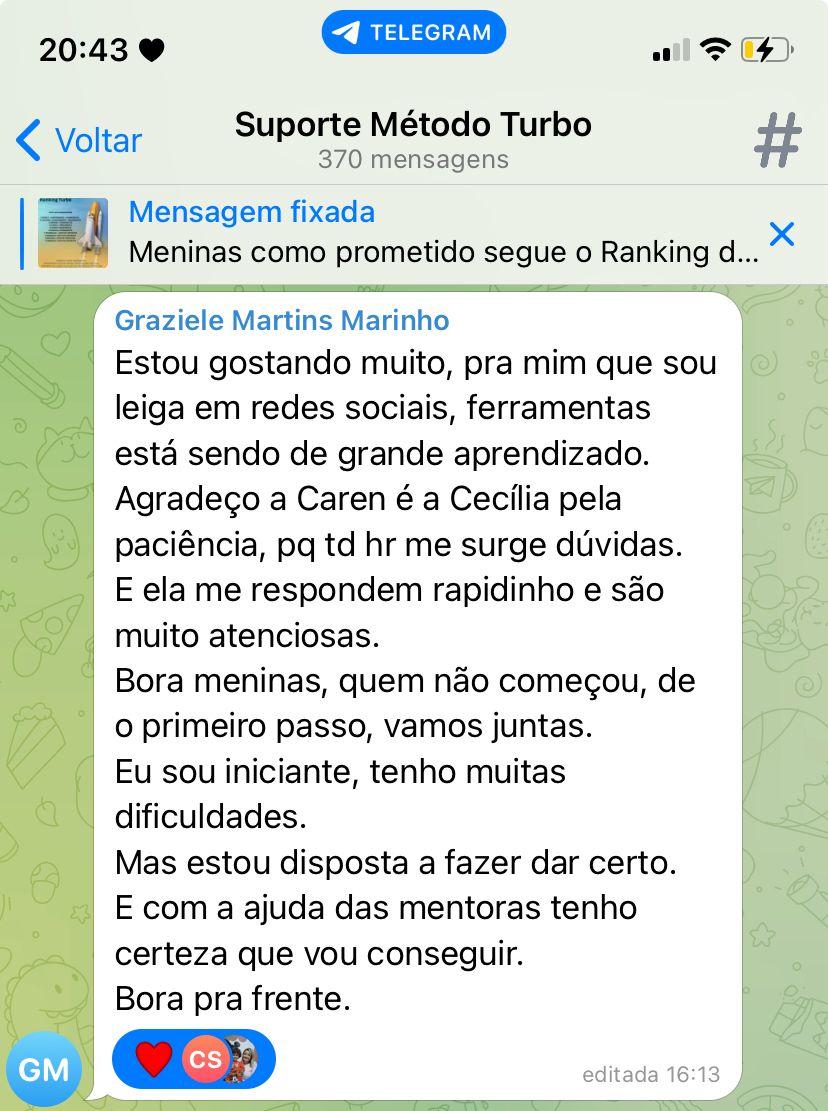 20:43
TELEGRAM
Voltar
Suporte Método Turbo
370 mensagens
Ranking Turbo
Mensagem fixada
Meninas como prometido segue o Ranking d...
Graziele Martins Marinho
Estou gostando muito, pra mim que sou
leiga em redes sociais, ferramentas
está sendo de grande aprendizado.
Agradeço a Caren é a Cecília pela
paciência, pq td hr me surge dúvidas.
E ela me respondem rapidinho e são
muito atenciosas.
Bora meninas, quem não começou, de
o primeiro passo, vamos juntas.
Eu sou iniciante, tenho muitas
dificuldades.
Mas estou disposta a fazer dar certo.
E com a ajuda das mentoras tenho
certeza que vou conseguir.
Bora pra frente.
CS
editada 16:13
GM